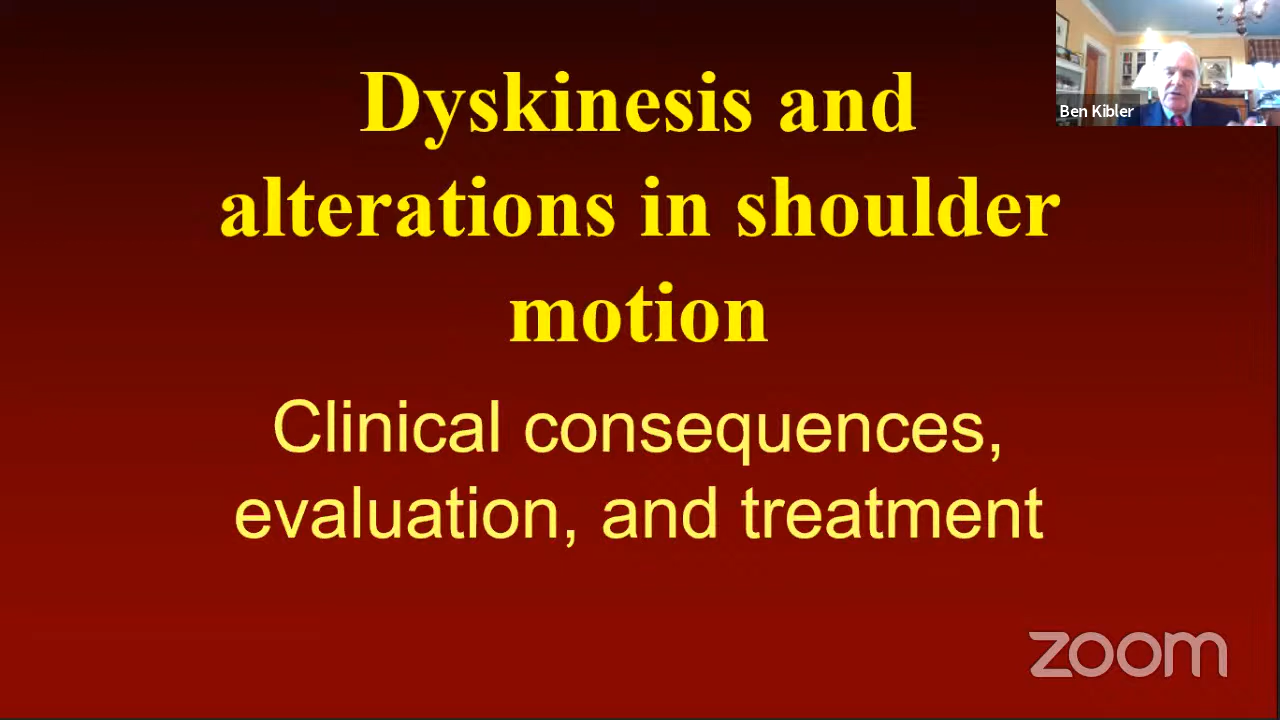 Dyskinesis and
alterations in shoulder
motion
Clinical consequences,
evaluation, and treatment
Ben Kibler
zoom